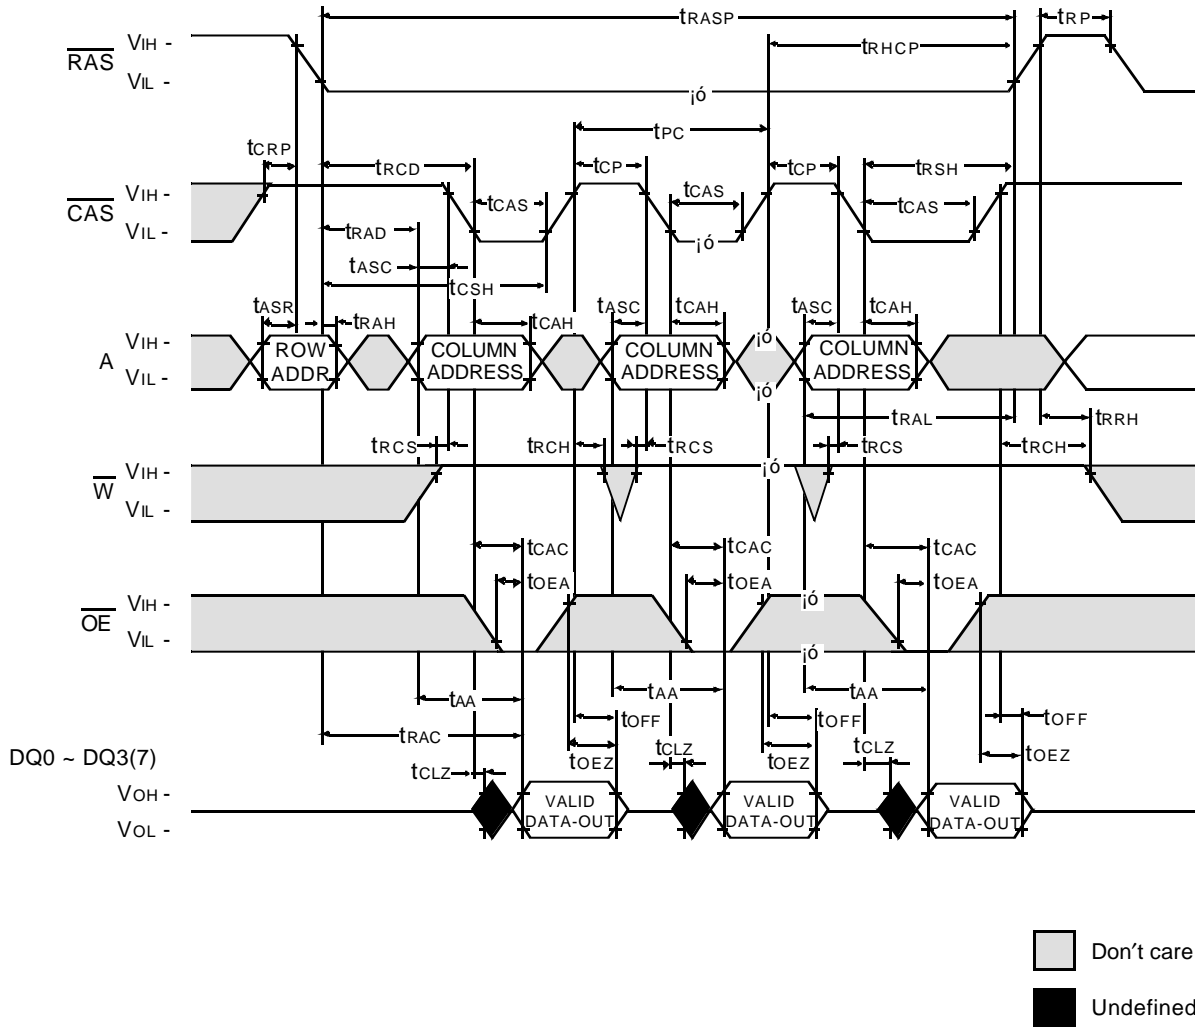 tRASP tRP
tRHCP
RAS VIH -
VIL -
¡ó
tPC
tCRP tRCD tCP tCP tRSH
CAS VIH -
VIL -
tCAS tCAS tCAS
¡ó
tRAD
tASC
tCSH
tASR tRAH tCAH tASC tCAH tASC tCAH
A VIH -
VIL -
ROW
ADDR
COLUMN
ADDRESS
COLUMN
ADDRESS
¡ó
¡ó
COLUMN
ADDRESS
tRAL tRRH
tRCS tRCH tRCS tRCS tRCH
W VIH -
VIL -
¡ó
tCAC tCAC tCAC
tOEA tOEA tOEA
OE VIH -
VIL -
¡ó
¡ó
tAA tAA tAA
tOFF tOFF tOFF
tRAC
tOEZ tOEZ tOEZ
DQ0 ~ DQ3(7)
tCLZ tCLZ tCLZ
VOH -
VOL -
VALID
DATA-OUT
VALID
DATA-OUT
VALID
DATA-OUT
Don′t care
Undefined